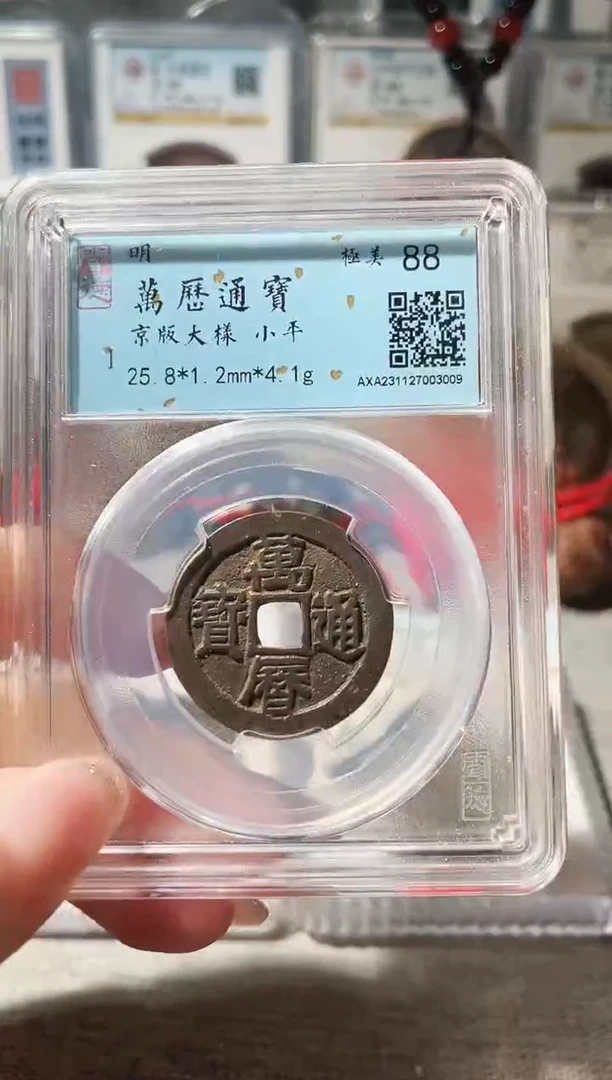 明
極美 88
萬曆通寶
京版大樣 小平
25.8*1.2mm*4.1g
AXA231127003009
萬
寶 通
曆